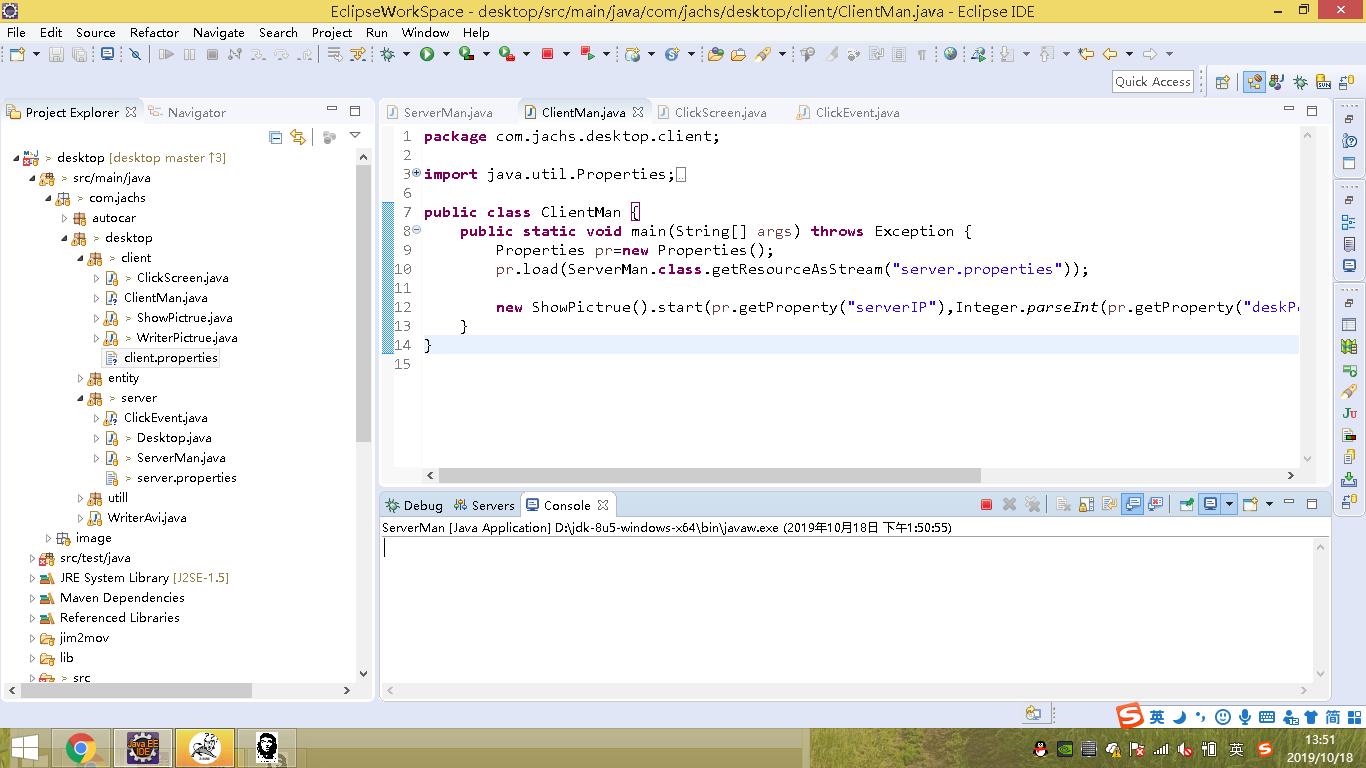 EclipseWorkSpace - desktop/src/main/java/com/jachs/desktop/client/ClientMan.java - Eclipse IDE
File Edit Source Refactor Navigate Search Project Run Window Help
Quick Access
Project Explorer
Navigator
> desktop [desktop master ↑3]
> src/main/java
> com.jachs
autocar
> desktop
> client
> ClickScreen.java
ClientMan.java
> ShowPictrue.java
> WriterPictrue.java
client.properties
entity
> server
ClickEvent.java
> Desktop.java
> ServerMan.java
> server.properties
utill
WriterAvi.java
image
src/test/java
JRE System Library [J2SE-1.5]
Maven Dependencies
Referenced Libraries
jim2mov
lib
> src
ServerMan.java
ClientMan.java
ClickScreen.java
ClickEvent.java
1 package com.jachs.desktop.client;
2
3 import java.util.Properties;
6
7 public class ClientMan {
8 public static void main(String[] args) throws Exception {
9 Properties pr=new Properties();
10 pr.load(ServerMan.class.getResourceAsStream("server.properties"));
11
12 new ShowPictrue().start(pr.getProperty("serverIP"),Integer.parseInt(pr.getProperty("deskP
13 }
14 }
15
Debug
Servers
Console
ServerMan [Java Application] D:\jdk-8u5-windows-x64\bin\javaw.exe (2019年10月18日 下午1:50:55)
Ju
英
简
Java EE
IDE
英
13:51
2019/10/18